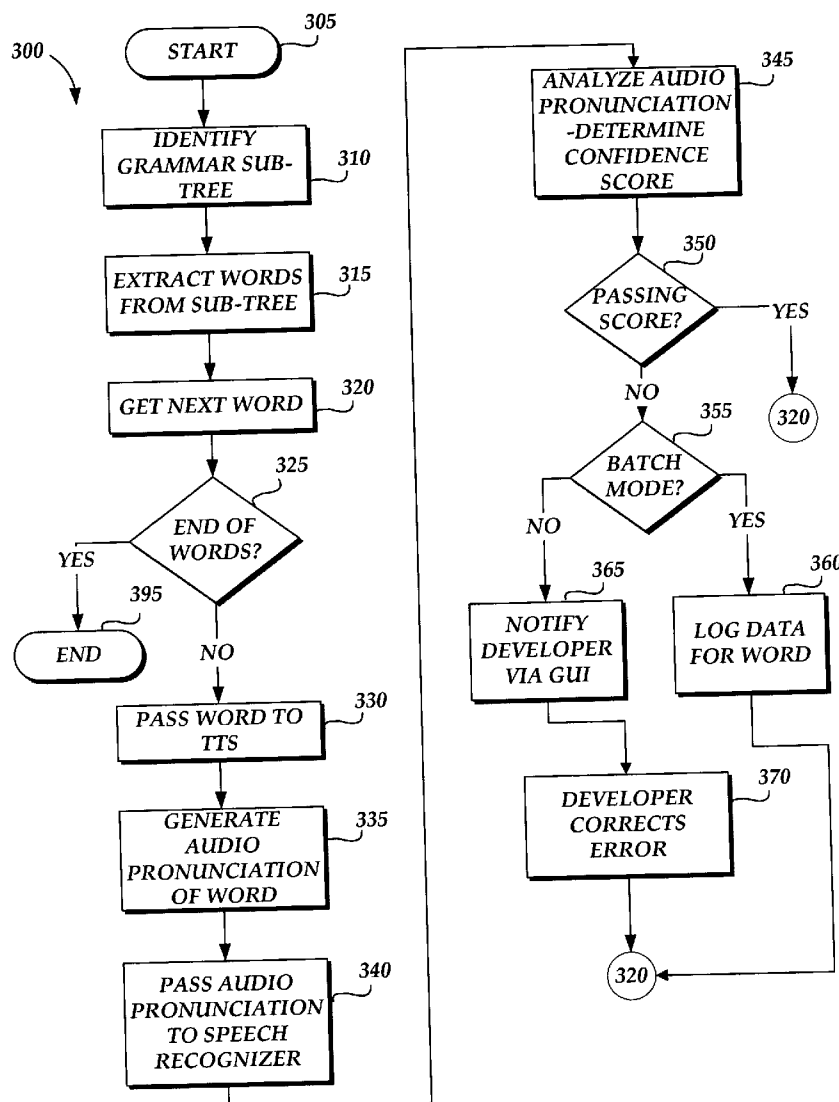 300
START
305
IDENTIFY
GRAMMAR SUB-
TREE
310
EXTRACT WORDS
FROM SUB-TREE
315
GET NEXT WORD
320
325
END OF
WORDS?
YES
395
END
NO
PASS WORD TO
TTS
330
GENERATE
AUDIO
PRONUNCIATION
OF WORD
335
PASS AUDIO
PRONUNCIATION
TO SPEECH
RECOGNIZER
340
ANALYZE AUDIO
PRONUNCIATION
-DETERMINE
CONFIDENCE
SCORE
345
350
PASSING
SCORE?
YES
320
NO
355
BATCH
MODE?
NO
YES
365
NOTIFY
DEVELOPER
VIA GUI
360
LOG DATA
FOR WORD
DEVELOPER
CORRECTS
ERROR
370
320